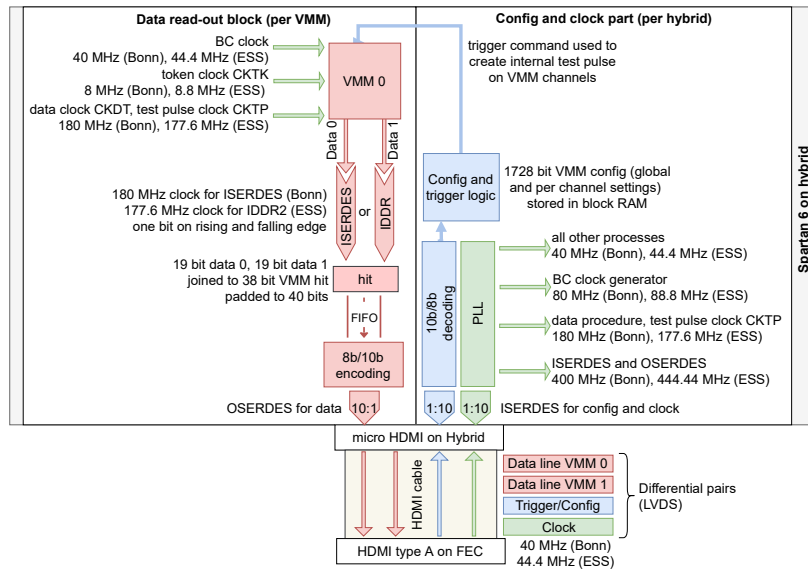 Data read-out block (per VMM)
BC clock
40 MHz (Bonn), 44.4 MHz (ESS)
token clock CKTK
8 MHz (Bonn), 8.8 MHz (ESS)
data clock CKDT, test pulse clock CKTP
180 MHz (Bonn), 177.6 MHz (ESS)
VMM 0
Data 0
Data 1
180 MHz clock for ISERDES (Bonn)
177.6 MHz clock for IDDR2 (ESS)
one bit on rising and falling edge
ISERDES
or
IDDR
19 bit data 0, 19 bit data 1
joined to 38 bit VMM hit
padded to 40 bits
hit
FIFO
8b/10b
encoding
OSERDES for data
10:1
Config and clock part (per hybrid)
trigger command used to
create internal test pulse
on VMM channels
Config and
trigger logic
1728 bit VMM config (global
and per channel settings)
stored in block RAM
10b/8b
decoding
PLL
all other processes
40 MHz (Bonn), 44.4 MHz (ESS)
BC clock generator
80 MHz (Bonn), 88.8 MHz (ESS)
data procedure, test pulse clock CKTP
180 MHz (Bonn), 177.6 MHz (ESS)
ISERDES and OSERDES
400 MHz (Bonn), 444.44 MHz (ESS)
1:10
1:10
ISERDES for config and clock
Spartan 6 on hybrid
micro HDMI on Hybrid
HDMI cable
HDMI type A on FEC
Data line VMM 0
Data line VMM 1
Trigger/Config
Clock
40 MHz (Bonn)
44.4 MHz (ESS)
Differential pairs
(LVDS)